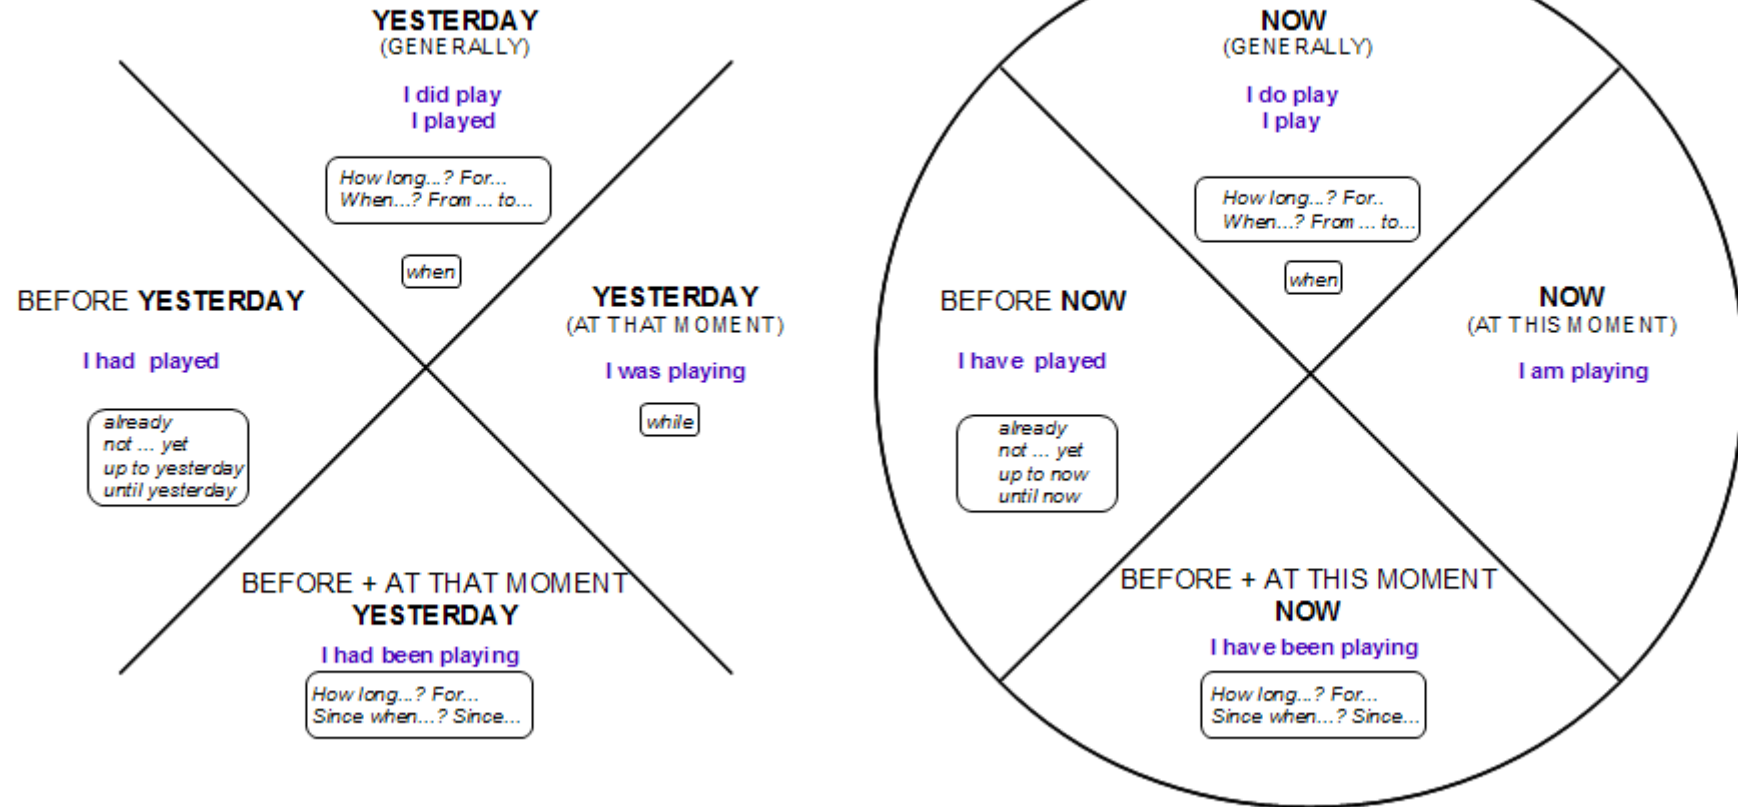 YESTERDAY
(GENERALLY)
I did play
I played
How long...? For...
When...? From ... to...
when
BEFORE YESTERDAY
I had played
already
not ... yet
up to yesterday
until yesterday
YESTERDAY
(AT THAT MOMENT)
I was playing
while
BEFORE + AT THAT MOMENT
YESTERDAY
I had been playing
How long...? For...
Since when...? Since...
NOW
(GENERALLY)
I do play
I play
How long...? For..
When...? From ... to...
when
BEFORE NOW
I have played
already
not ... yet
up to now
until now
NOW
(AT THIS MOMENT)
I am playing
BEFORE + AT THIS MOMENT
NOW
I have been playing
How long...? For...
Since when...? Since...